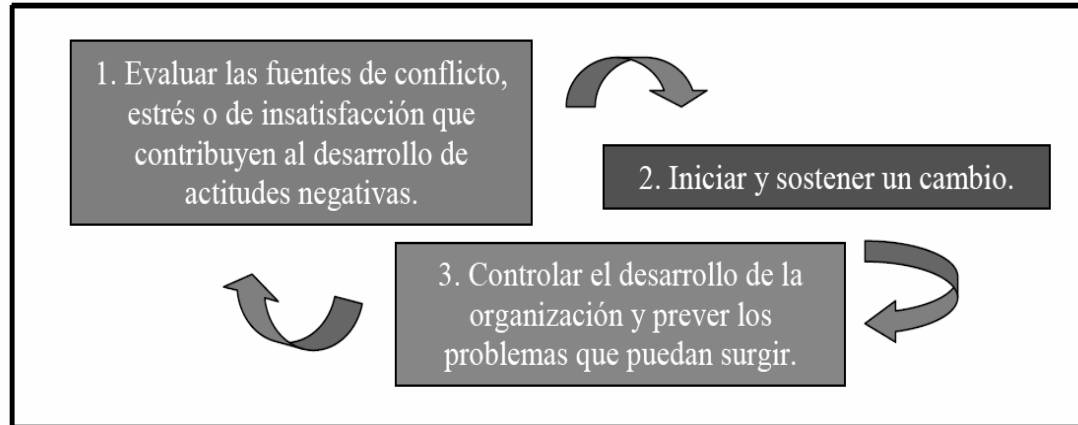 1. Evaluar las fuentes de conflicto,
estrés o de insatisfacción que
contribuyen al desarrollo de
actitudes negativas.
2. Iniciar y sostener un cambio.
3. Controlar el desarrollo de la
organización y prever los
problemas que puedan surgir.